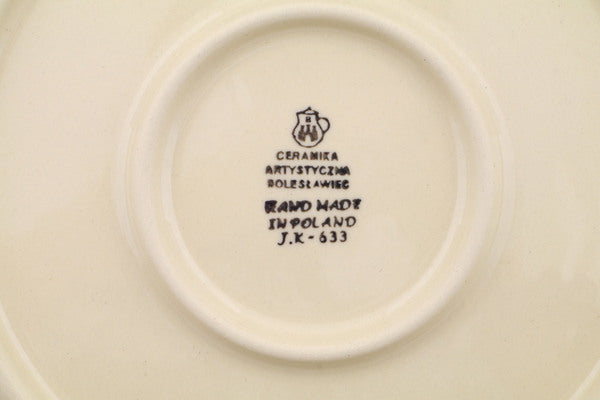 B
CERAMIKA
ARTYSTYCZNA
BOLESŁAWIEC
HAND MADE
IN POLAND
J.K-633